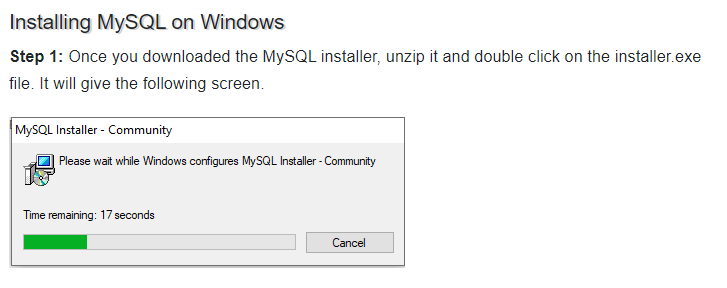 Installing MySQL on Windows
Step 1: Once you downloaded the MySQL installer, unzip it and double click on the installer.exe
file. It will give the following screen.
MySQL Installer - Community
Please wait while Windows configures MySQL Installer - Community
Time remaining: 17 seconds
Cancel